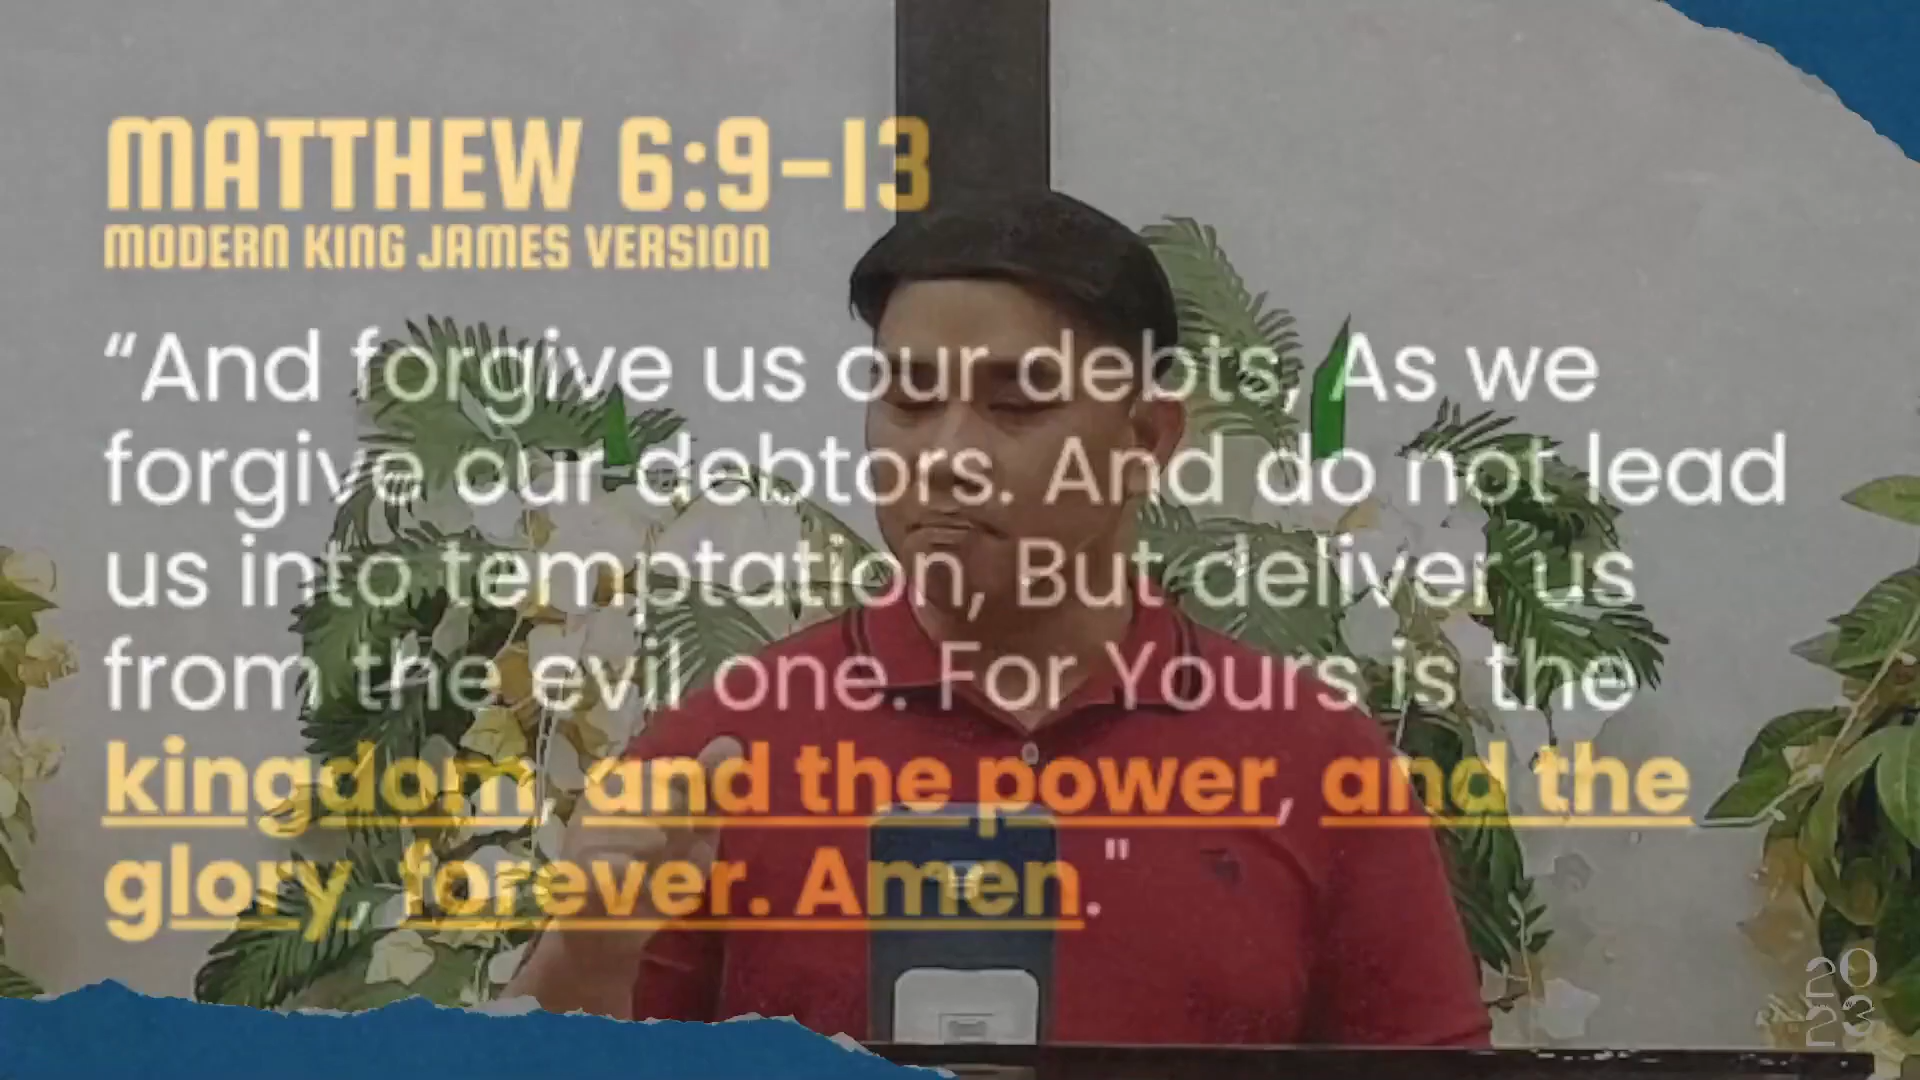 MATTHEW 6:9-13
MODERN KING JAMES VERSION
“And forgive us our debts, As we
forgive our debtors. And do not lead
us into temptation, But deliver us
from the evil one. For Yours is the
kingdom, and the power, and the
glory, forever. Amen."
20
23